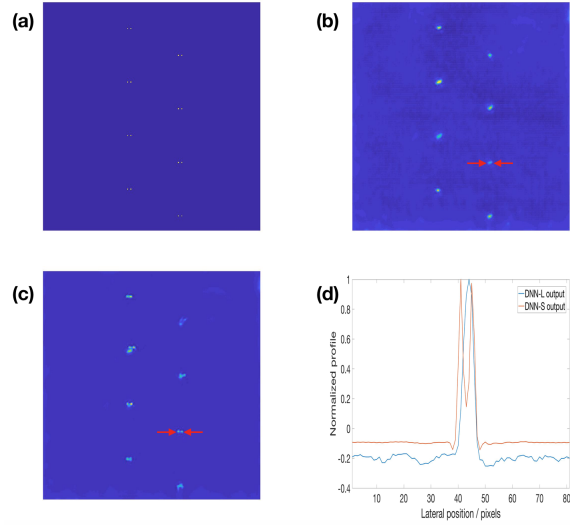 (a)
(b)
(c)
(d)
Normalized profile
1
0.8
0.6
0.4
0.2
0
-0.2
-0.4
DNN-L output
DNN-S output
10 20 30 40 50 60 70 80
Lateral position / pixels